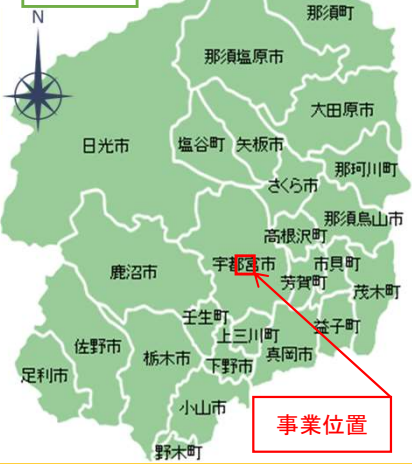 N
那須町
那須塩原市
大田原市
日光市
塩谷町
矢板市
那珂川町
さくら市
那須烏山市
高根沢町
宇都宮市
市貝町
鹿沼市
芳賀町
茂木町
壬生町
上三川町
益子町
佐野市
栃木市
下野市
真岡市
足利市
小山市
事業位置
野木町